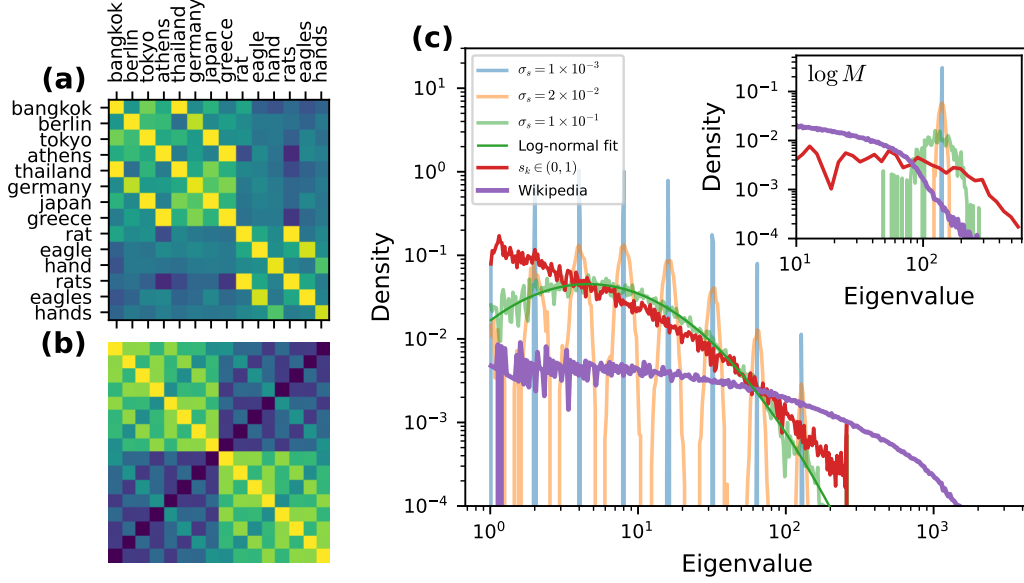 (a)
bangkok
berlin
tokyo
athens
thailand
germany
japan
greece
rat
eagle
hand
rats
eagles
hands
bangkok
berlin
tokyo
athens
thailand
germany
japan
greece
rat
eagle
hand
rats
eagles
hands
(b)
(c)
Density
10¹
10⁰
10⁻¹
10⁻²
10⁻³
10⁻⁴
σₛ = 1 × 10⁻³
σₛ = 2 × 10⁻²
σₛ = 1 × 10⁻¹
Log-normal fit
sₖ ∈ (0, 1)
Wikipedia
10⁰ 10¹ 10² 10³
Eigenvalue
log M
Density
10⁻¹
10⁻²
10⁻³
10⁻⁴
10¹ 10²
Eigenvalue